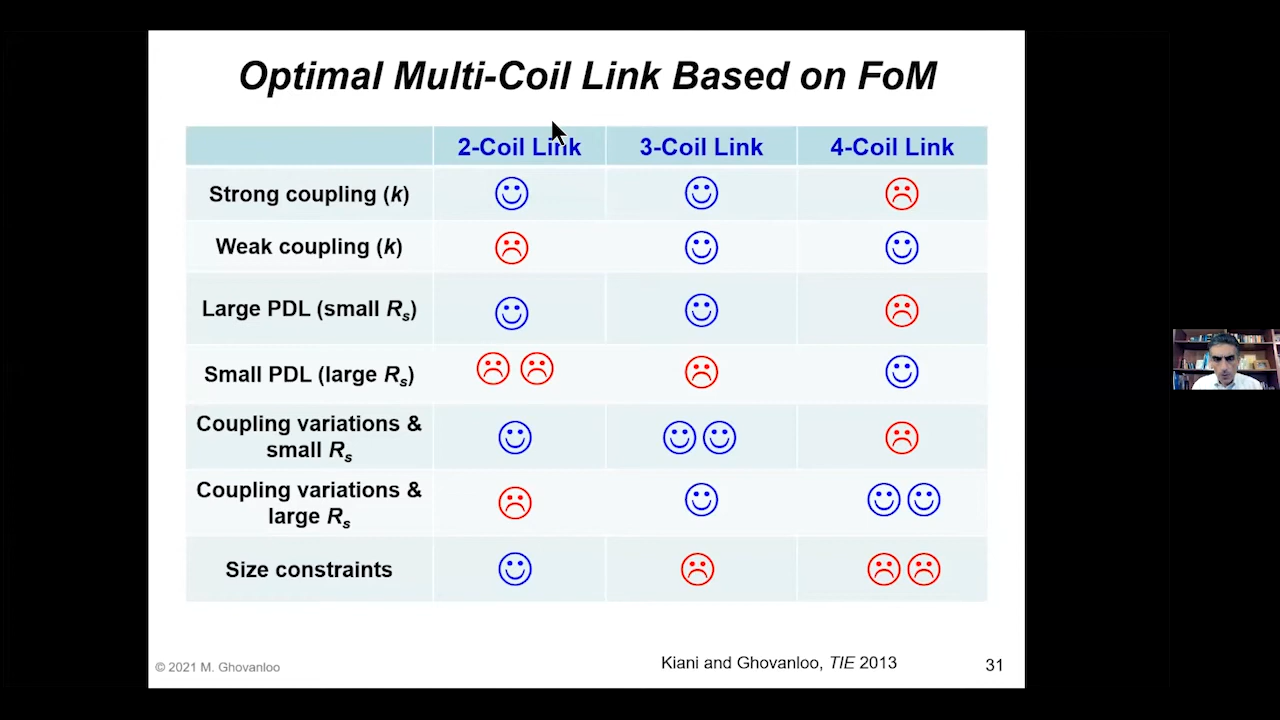 Optimal Multi-Coil Link Based on FoM
2-Coil Link 3-Coil Link 4-Coil Link
Strong coupling (k)
Weak coupling (k)
Large PDL (small Rs)
Small PDL (large Rs)
Coupling variations &
small Rs
Coupling variations &
large Rs
Size constraints
© 2021 M. Ghovanloo
Kiani and Ghovanloo, TIE 2013
31